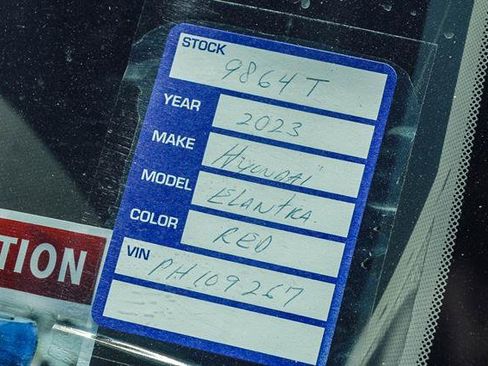 STOCK
9864T
YEAR 2023
MAKE HYUNDAI
MODEL ELANTRA.
COLOR RED
VIN
PH109267
TION